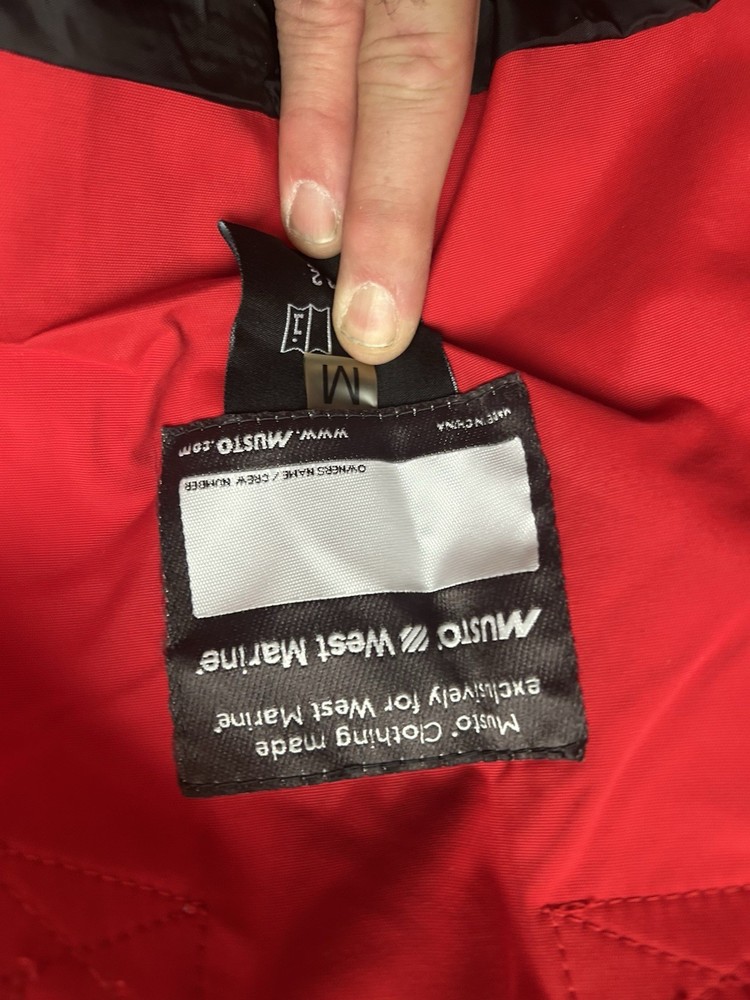 Musto® Clothing made
exclusively for West Marine®
MUSTO® West Marine®
OWNERS NAME / CREW NUMBER
www.MUSTO.com
MADE IN CHINA
M
i